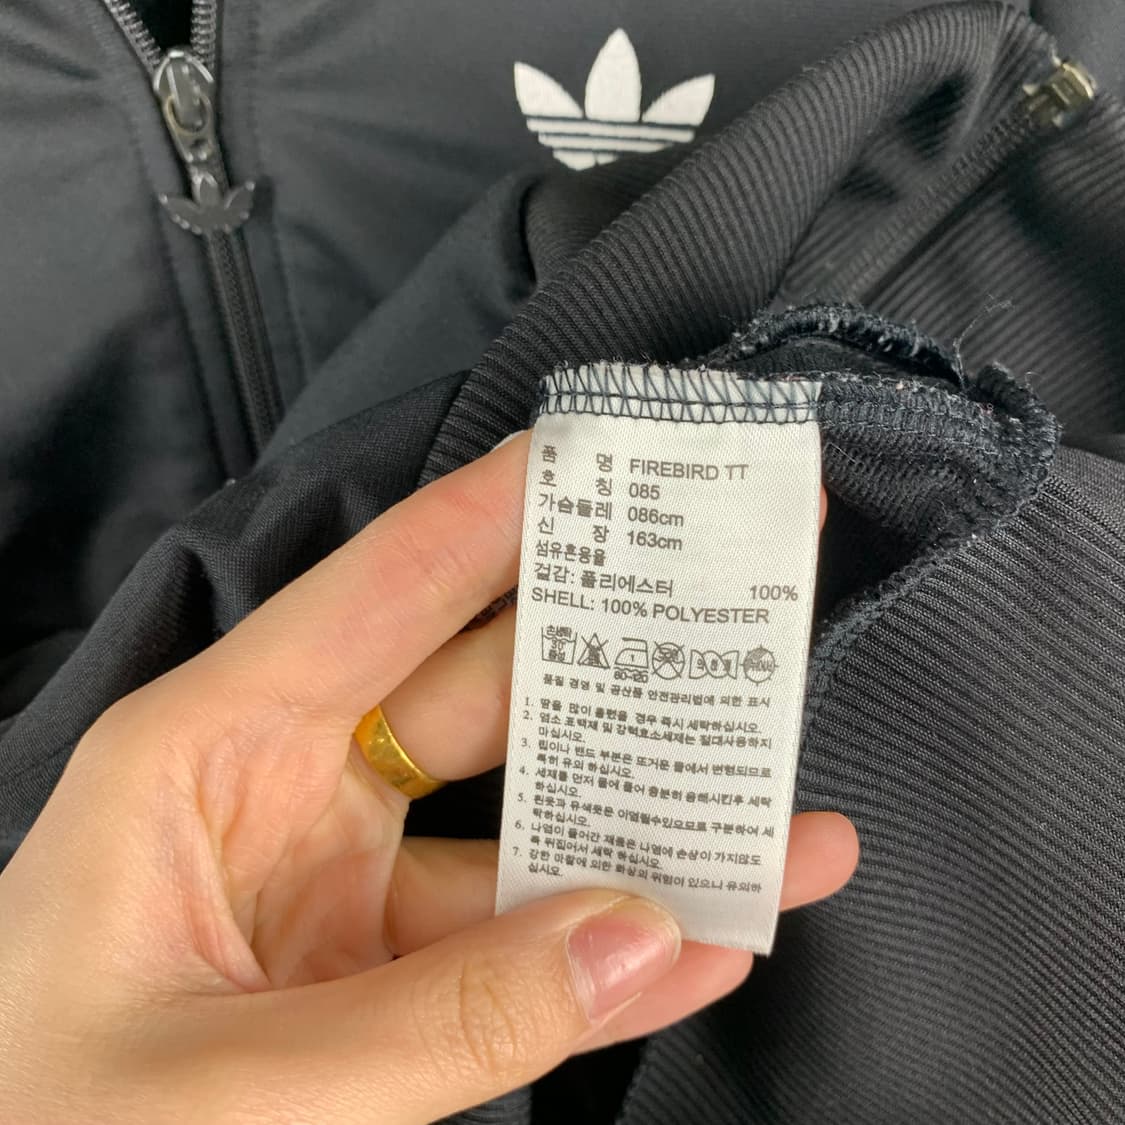 품 명 FIREBIRD TT
호 칭 085
가슴둘레 086cm
신 장 163cm
섬유혼용율
겉감: 폴리에스터 100%
SHELL: 100% POLYESTER
손세탁
30℃
중성
1
80-120
품질 경영 및 공산품 안전관리법에 의한 표시
1. 땀을 많이 흘렸을 경우 즉시 세탁하십시오.
2. 염소 표백제 및 강력효소세제는 절대사용하지
마십시오.
3. 립이나 밴드 부분은 뜨거운 물에서 변형되므로
특히 유의 하십시오.
4. 세제를 먼저 물에 풀어 충분히 용해시킨후 세탁
하십시오.
5. 흰옷과 유색옷은 이염될수있으므로 구분하여 세
탁하십시오.
6. 나염이 들어간 제품은 나염에 손상이 가지않도
록 뒤집어서 세탁 하십시오.
7. 강한 마찰에 의한 화상의 위험이 있으니 유의하
십시오.